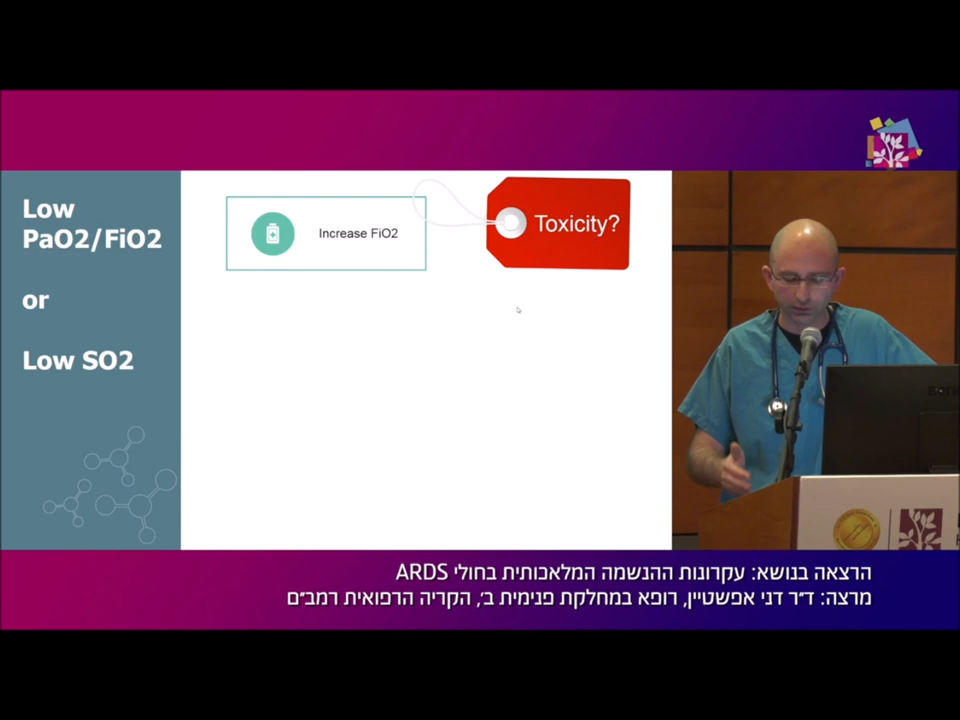 Low
PaO2/FiO2
or
Low SO2
Increase FiO2
Toxicity?
הרצאה בנושא: עקרונות ההנשמה המלאכותית בחולי ARDS
מרצה: ד״ר דני אפשטיין, רופא במחלקת פנימית ב׳, הקריה הרפואית רמב״ם